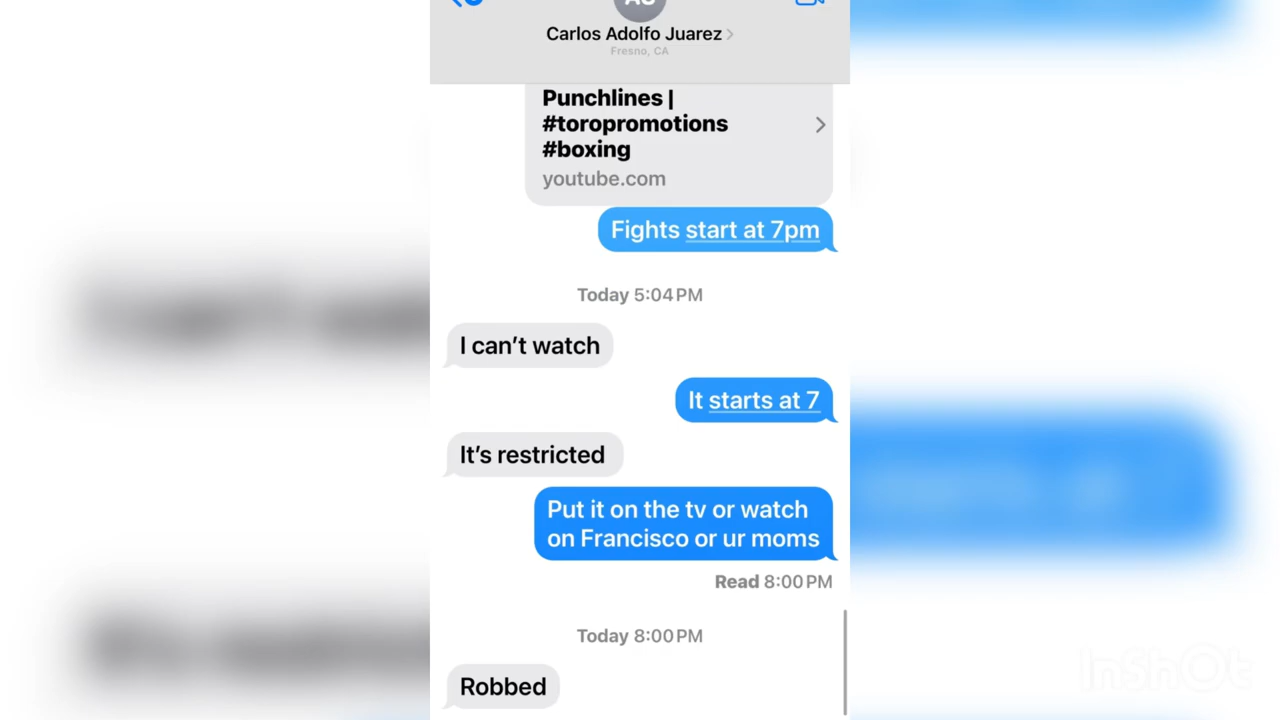 Carlos Adolfo Juarez
Fresno, CA
Punchlines |
#toropromotions
#boxing
youtube.com
Fights start at 7pm
Today 5:04 PM
I can’t watch
It starts at 7
It’s restricted
Put it on the tv or watch
on Francisco or ur moms
Read 8:00 PM
Today 8:00 PM
Robbed
InShOt